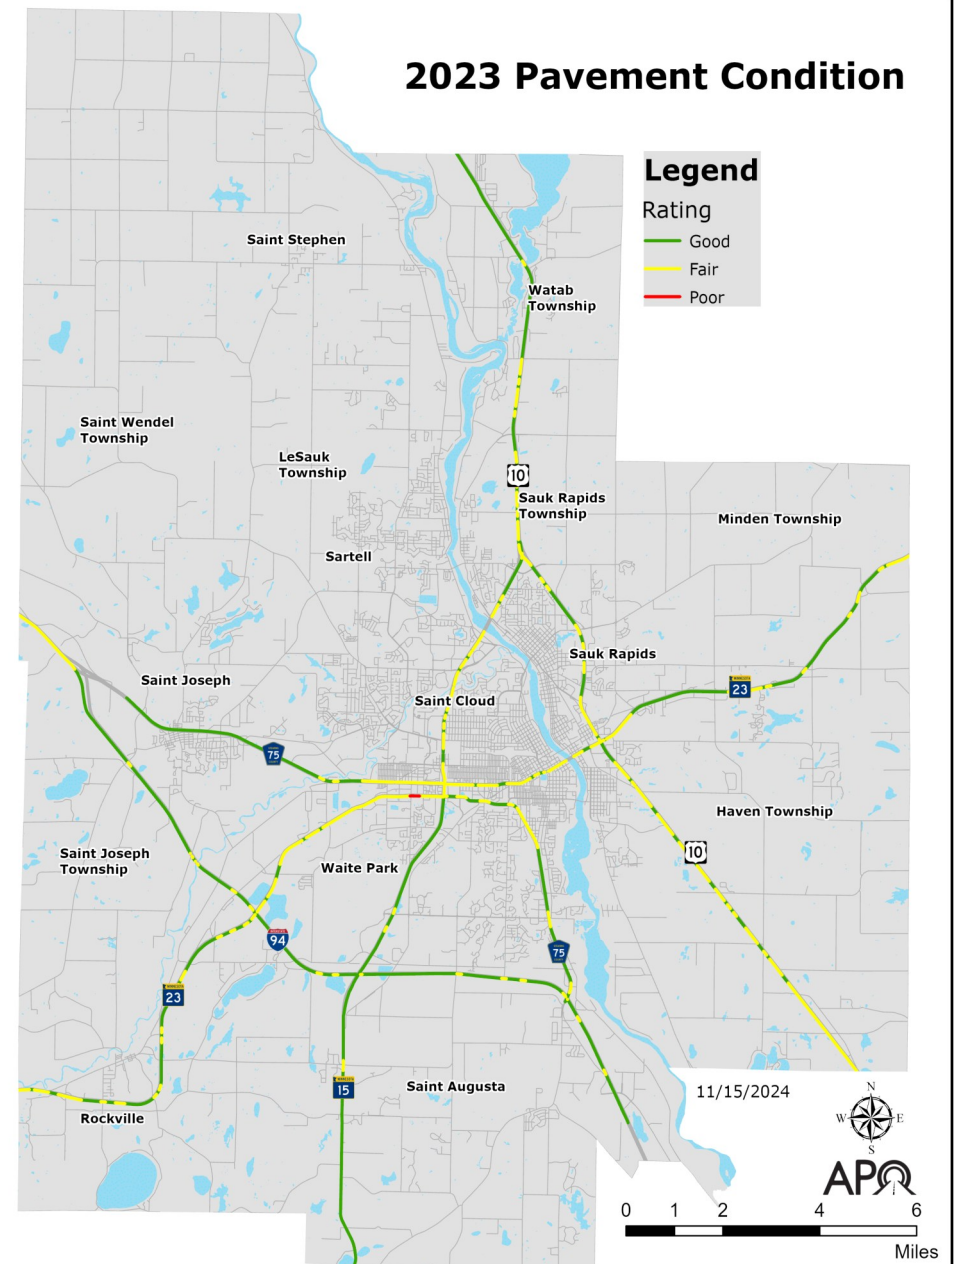 2023 Pavement Condition
Legend
Rating
Good
Fair
Poor
Saint Stephen
Watab
Township
Saint Wendel
Township
LeSauk
Township
10
Sauk Rapids
Township
Minden Township
Sartell
Sauk Rapids
Saint Joseph
23
Saint Cloud
75
Haven Township
Saint Joseph
Township
Waite Park
10
94
75
23
15
Saint Augusta
11/15/2024
Rockville
N
W
E
S
APO
0 1 2 4 6
Miles